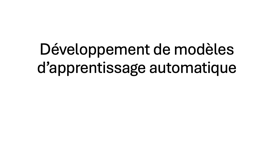 Développement de modèles
d’apprentissage automatique